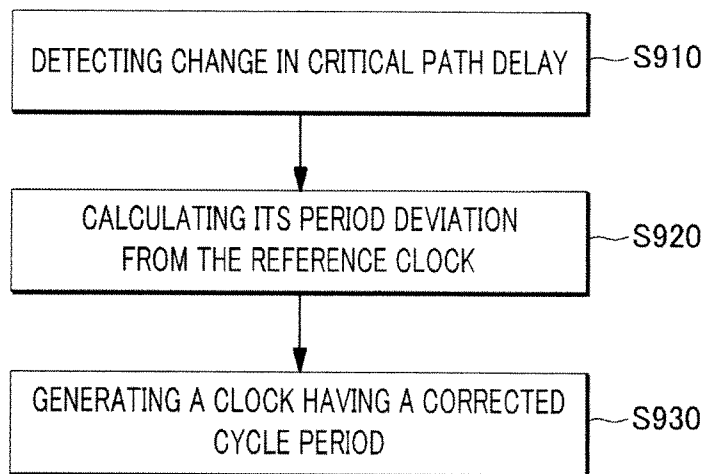 DETECTING CHANGE IN CRITICAL PATH DELAY
S910
CALCULATING ITS PERIOD DEVIATION
FROM THE REFERENCE CLOCK
S920
GENERATING A CLOCK HAVING A CORRECTED
CYCLE PERIOD
S930